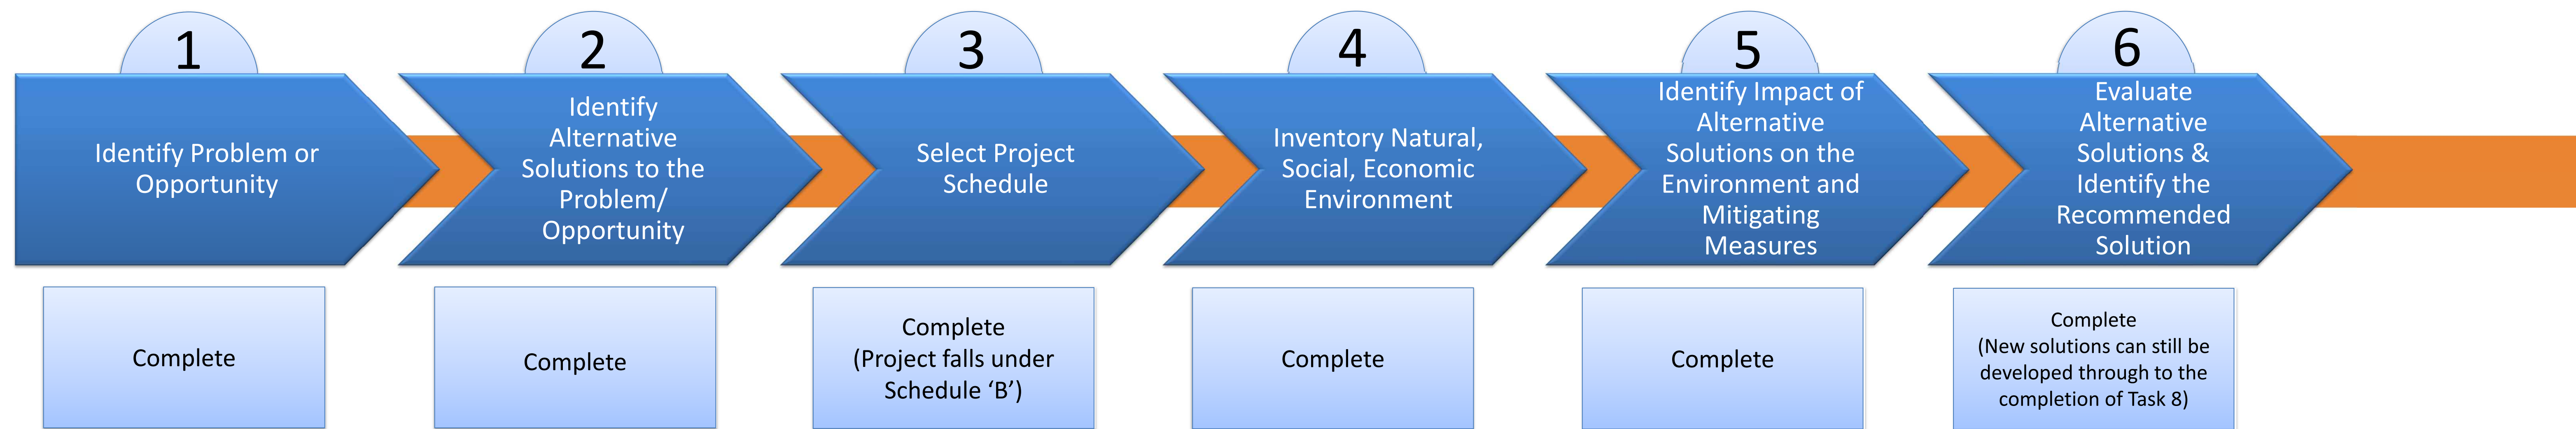 1
Identify Problem or
Opportunity
Complete
2
Identify
Alternative
Solutions to the
Problem/
Opportunity
Complete
3
Select Project
Schedule
Complete
(Project falls under
Schedule ‘B’)
4
Inventory Natural,
Social, Economic
Environment
Complete
5
Identify Impact of
Alternative
Solutions on the
Environment and
Mitigating
Measures
Complete
6
Evaluate
Alternative
Solutions &
Identify the
Recommended
Solution
Complete
(New solutions can still be
developed through to the
completion of Task 8)